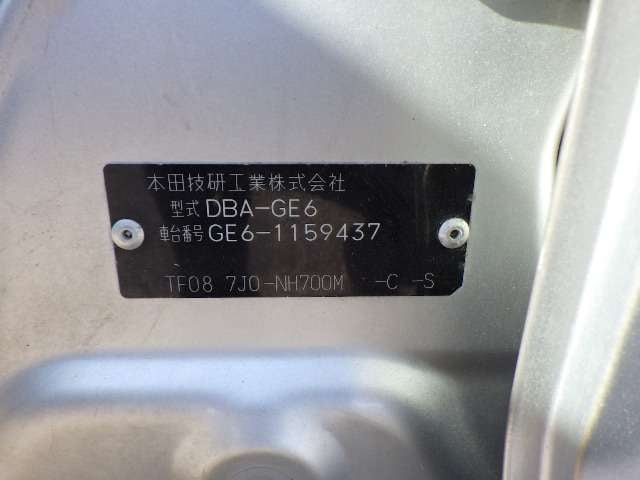 本田技研工業株式会社
型式 DBA-GE6
車台番号 GE6-1159437
TF08 7J0-NH700M -C -S